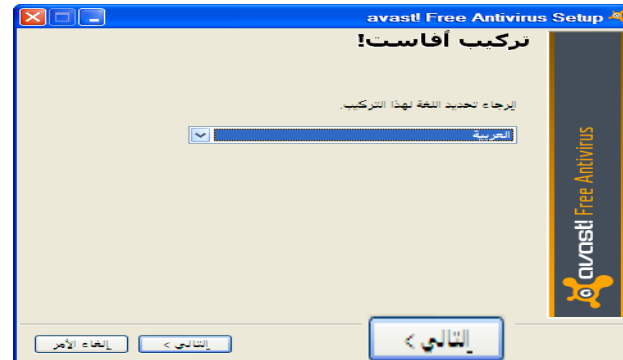 avast! Free Antivirus Setup
تركيب أفاست!
الرجاء تحديد اللغة لهذا التركيب.
العربية
avast! Free Antivirus
التالي >
التالي >
إلغاء الأمر